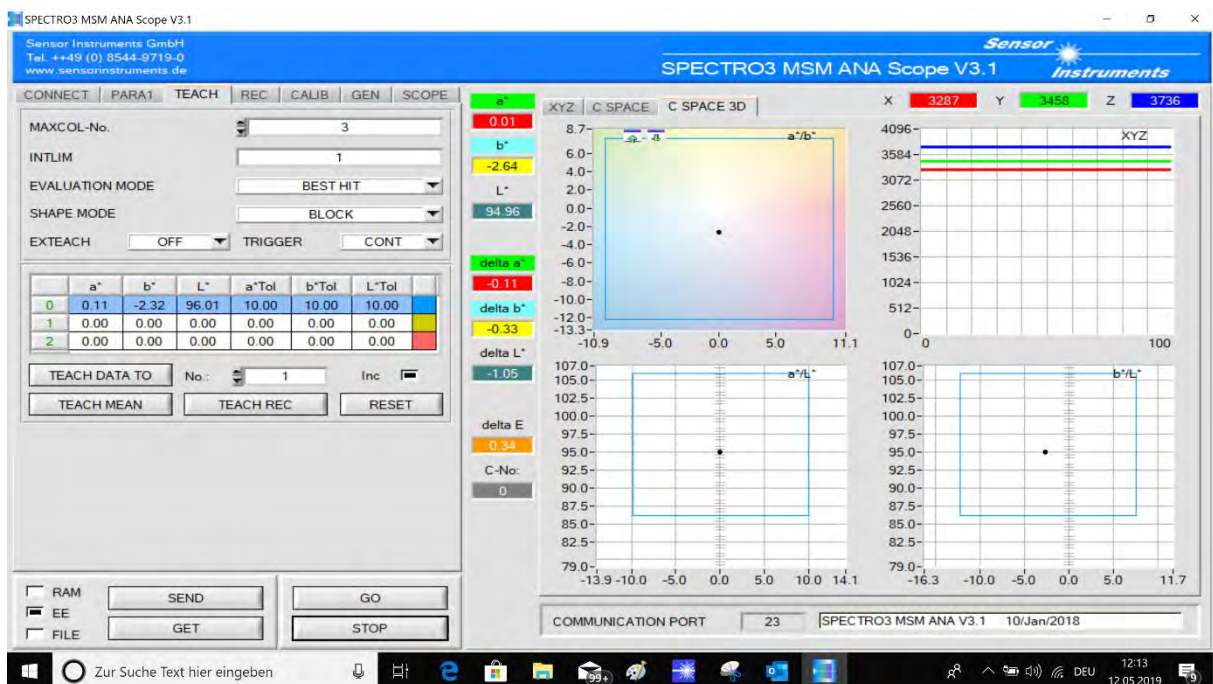 SPECTRO3 MSM ANA Scope V3.1
Sensor Instruments GmbH
Tel. ++49 (0) 8544-9719-0
www.sensorinstruments.de
Sensor
Instruments
SPECTRO3 MSM ANA Scope V3.1
CONNECT PARA1 TEACH REC CALIB GEN SCOPE
MAXCOL-No. 3
INTLIM 1
EVALUATION MODE BEST HIT
SHAPE MODE BLOCK
EXTEACH OFF TRIGGER CONT
a* b* L* a*Tol b*Tol L*Tol
0 0.11 -2.32 96.01 10.00 10.00 10.00
1 0.00 0.00 0.00 0.00 0.00 0.00
2 0.00 0.00 0.00 0.00 0.00 0.00
TEACH DATA TO No.: 1 Inc
TEACH MEAN TEACH REC RESET
RAM
EE
FILE
SEND GO
GET STOP
a*
0.01
b*
-2.64
L*
94.96
delta a*
-0.11
delta b*
-0.33
delta L*
-1.05
delta E
0.34
C-No:
0
XYZ C SPACE C SPACE 3D
X 3287 Y 3458 Z 3736
a*/b*
8.7-
6.0-
4.0-
2.0-
0.0-
-2.0-
-4.0-
-6.0-
-8.0-
-10.0-
-12.0-
-13.3-
-10.9 -5.0 0.0 5.0 11.1
XYZ
4096-
3584-
3072-
2560-
2048-
1536-
1024-
512-
0-
0 100
a*/L*
107.0-
105.0-
102.5-
100.0-
97.5-
95.0-
92.5-
90.0-
87.5-
85.0-
82.5-
79.0-
-13.9 -10.0 -5.0 0.0 5.0 10.0 14.1
b*/L*
107.0-
105.0-
102.5-
100.0-
97.5-
95.0-
92.5-
90.0-
87.5-
85.0-
82.5-
79.0-
-16.3 -10.0 -5.0 0.0 5.0 11.7
COMMUNICATION PORT 23 SPECTRO3 MSM ANA V3.1 10/Jan/2018
Zur Suche Text hier eingeben
99+
DEU
12:13
12.05.2019
9